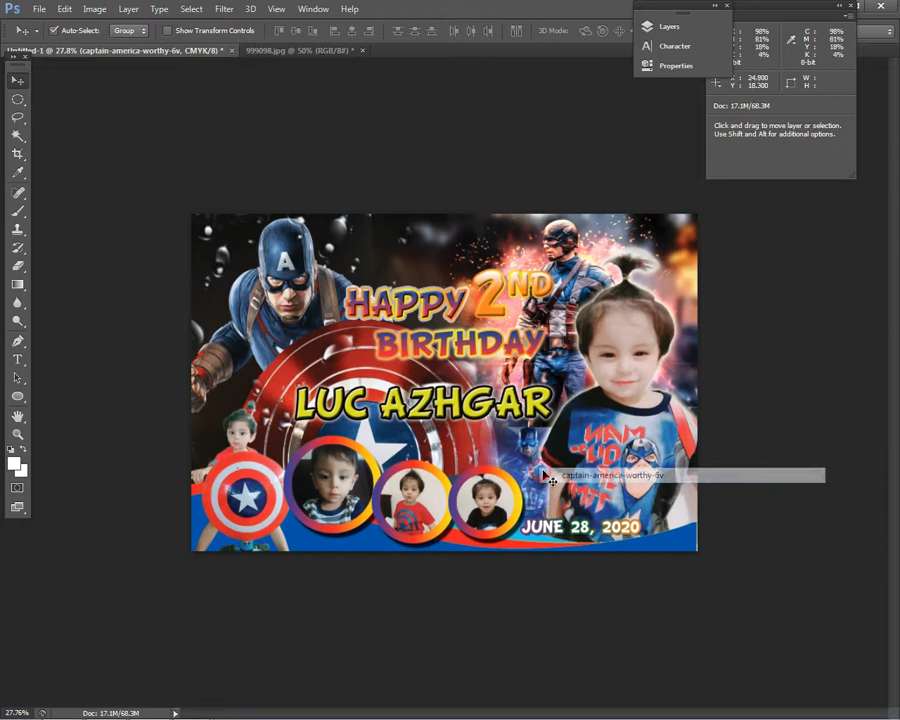 Ps File Edit Image Layer Type Select Filter 3D View Window Help
Auto-Select: Group Show Transform Controls 3D Mode:
Untitled-1 @ 27.8% (captain-america-worthy-6v, CMYK/8) * × 999098.jpg @ 50% (RGB/8#) * ×
Layers
Character
Properties
C: 98% C: 98%
M: 81% M: 81%
Y: 18% Y: 18%
K: 4% K: 4%
8-bit
X: 24.900 W:
Y: 18.300 H:
Doc: 17.1M/68.3M
Click and drag to move layer or selection.
Use Shift and Alt for additional options.
A
HAPPY 2ND
BIRTHDAY
LUC AZHGAR
captain-america-worthy-6v
JUNE 28, 2020
27.76% Doc: 17.1M/68.3M